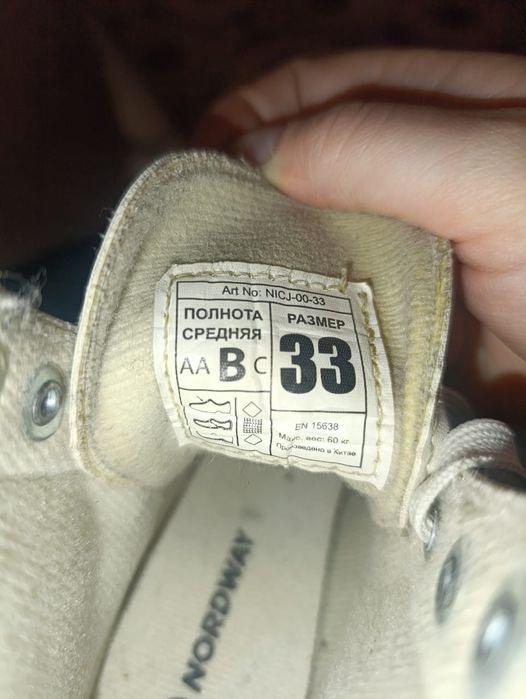 Art No: NICJ-00-33
ПОЛНОТА
СРЕДНЯЯ
AA B C
РАЗМЕР
33
EN 15638
Макс. вес: 60 кг
Произведено в Китае
NORDWAY